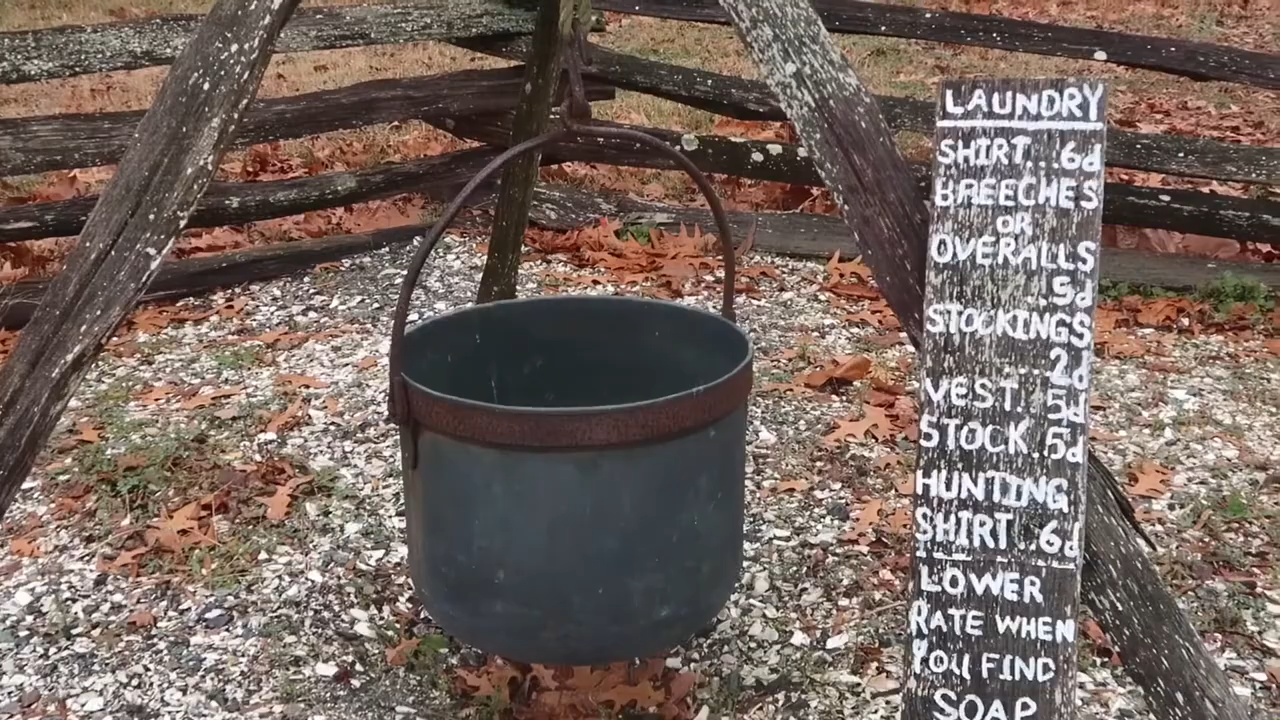 LAUNDRY
SHIRT...6d
BREECHES
OR
OVERALLS
...5d
STOCKINGS
...2d
VEST..5d
STOCK.5d
HUNTING
SHIRT..6d
LOWER
RATE WHEN
YOU FIND
SOAP